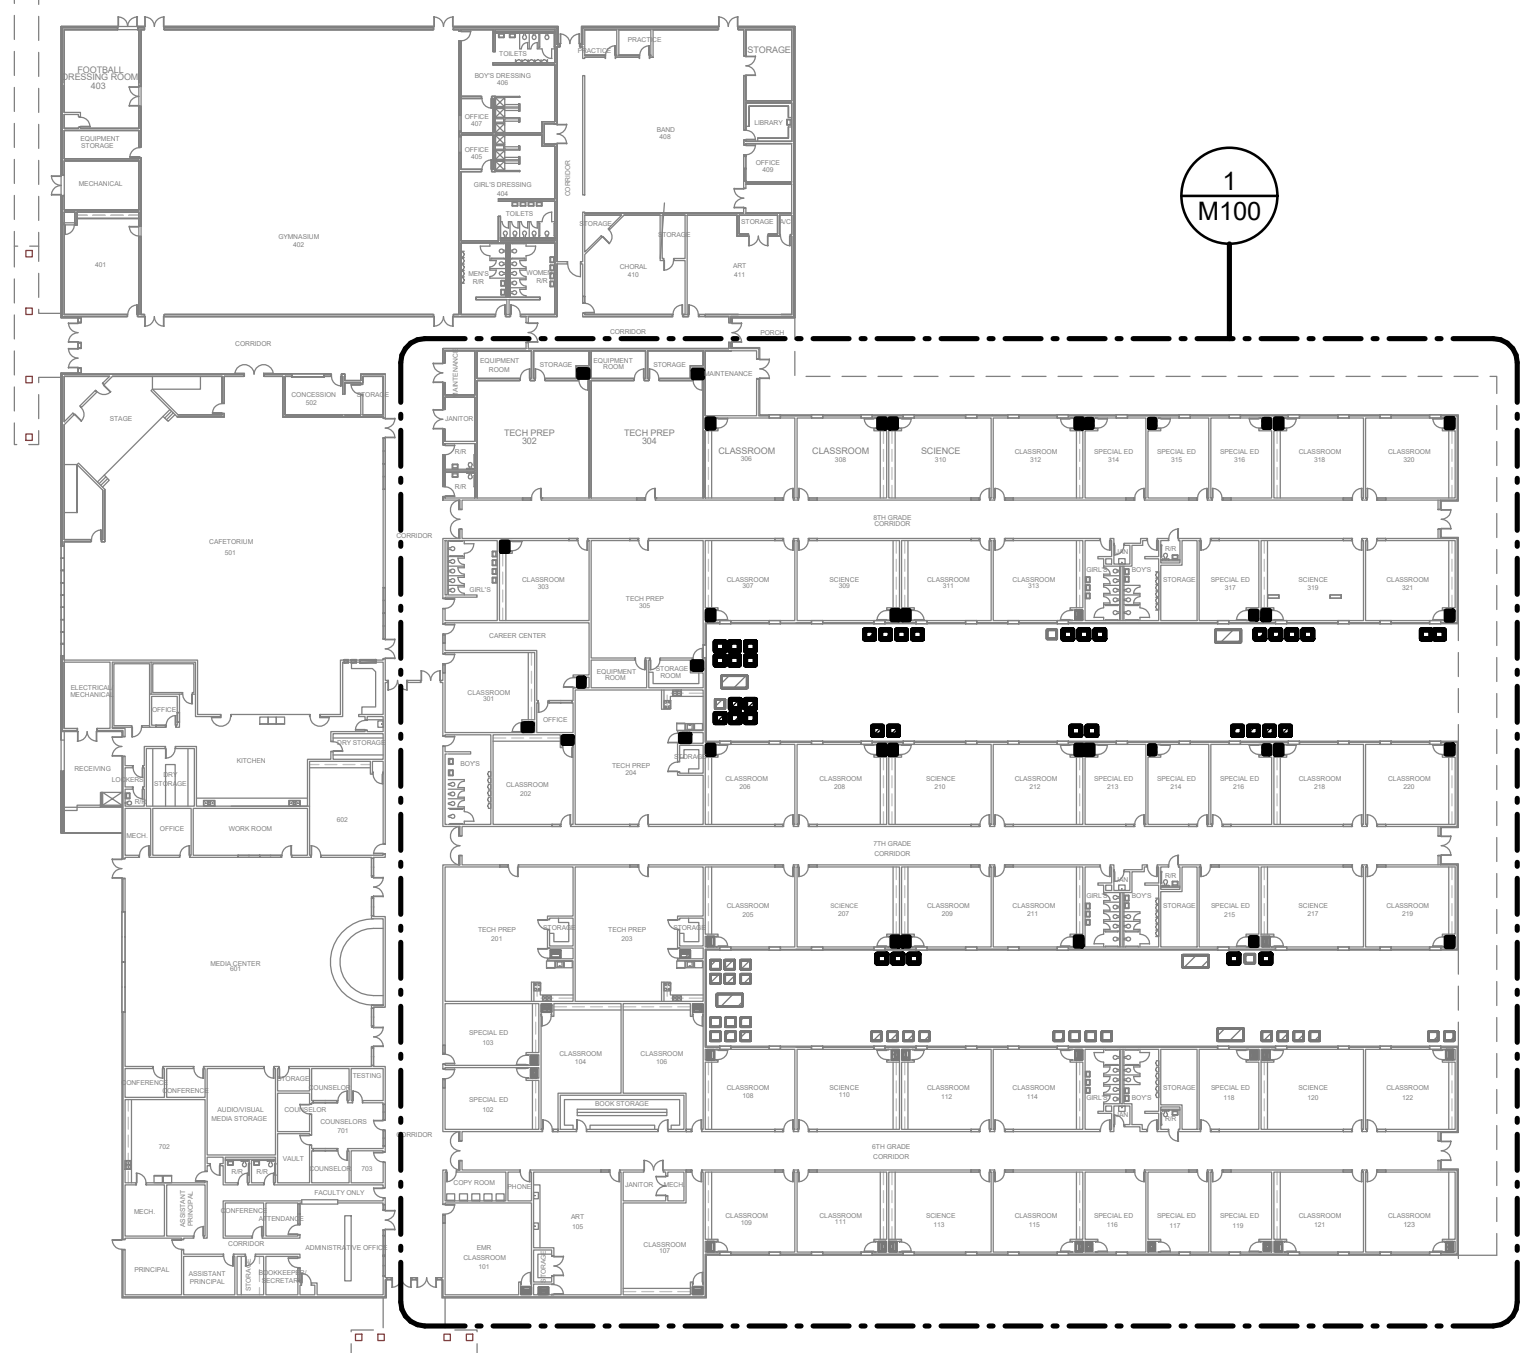 PRACTICE
PRACTICE
STORAGE
TOILETS
FOOTBALL
DRESSING ROOM
403
BOY'S DRESSING
406
OFFICE
407
LIBRARY
BAND
408
EQUIPMENT
STORAGE
OFFICE
405
OFFICE
409
MECHANICAL
GIRL'S DRESSING
404
CORRIDOR
1
M100
TOILETS
STORAGE
STORAGE
STORAGE
A/C
GYMNASIUM
402
401
MEN'S
R/R
WOMEN'S
R/R
CHORAL
410
ART
411
CORRIDOR
CORRIDOR
PORCH
MAINTENANCE
EQUIPMENT
ROOM
STORAGE
EQUIPMENT
ROOM
STORAGE
MAINTENANCE
CONCESSION
502
STORAGE
STAGE
JANITOR
TECH PREP
302
TECH PREP
304
R/R
R/R
CLASSROOM
306
CLASSROOM
308
SCIENCE
310
CLASSROOM
312
SPECIAL ED
314
SPECIAL ED
315
SPECIAL ED
316
CLASSROOM
318
CLASSROOM
320
8TH GRADE
CORRIDOR
CORRIDOR
CAFETORIUM
501
GIRL'S
CLASSROOM
303
TECH PREP
305
CLASSROOM
307
SCIENCE
309
CLASSROOM
311
CLASSROOM
313
GIRL'S
JAN
BOY'S
R/R
STORAGE
SPECIAL ED
317
SCIENCE
319
CLASSROOM
321
CAREER CENTER
EQUIPMENT
ROOM
STORAGE
ROOM
ELECTRICAL
MECHANICAL
OFFICE
CLASSROOM
301
OFFICE
DRY STORAGE
RECEIVING
LOCKERS
DRY
STORAGE
R/R
KITCHEN
BOY'S
CLASSROOM
202
TECH PREP
204
STORAGE
CLASSROOM
206
CLASSROOM
208
SCIENCE
210
CLASSROOM
212
SPECIAL ED
213
SPECIAL ED
214
SPECIAL ED
216
CLASSROOM
218
CLASSROOM
220
MECH.
OFFICE
WORK ROOM
602
7TH GRADE
CORRIDOR
TECH PREP
201
STORAGE
TECH PREP
203
STORAGE
CLASSROOM
205
SCIENCE
207
CLASSROOM
209
CLASSROOM
211
GIRL'S
JAN
BOY'S
R/R
STORAGE
SPECIAL ED
215
SCIENCE
217
CLASSROOM
219
MEDIA CENTER
601
SPECIAL ED
103
CLASSROOM
104
CLASSROOM
106
CONFERENCE
CONFERENCE
STORAGE
COUNSELOR
TESTING
AUDIO/VISUAL
MEDIA STORAGE
COUNSELOR
COUNSELORS
701
SPECIAL ED
102
BOOK STORAGE
CLASSROOM
108
SCIENCE
110
CLASSROOM
112
CLASSROOM
114
GIRL'S
BOY'S
JAN
R/R
STORAGE
SPECIAL ED
118
SCIENCE
120
CLASSROOM
122
CORRIDOR
6TH GRADE
CORRIDOR
702
R/R
R/R
VAULT
COUNSELOR
703
FACULTY ONLY
COPY ROOM
PHONE
JANITOR
MECH.
MECH.
ASSISTANT
PRINCIPAL
CONFERENCE
ATTENDANCE
CORRIDOR
ADMINISTRATIVE OFFICE
ART
105
CLASSROOM
107
EMR
CLASSROOM
101
STORAGE
CLASSROOM
109
CLASSROOM
111
SCIENCE
113
CLASSROOM
115
SPECIAL ED
116
SPECIAL ED
117
SPECIAL ED
119
CLASSROOM
121
CLASSROOM
123
PRINCIPAL
ASSISTANT
PRINCIPAL
STORAGE
BOOKKEEPER/
SECRETARY